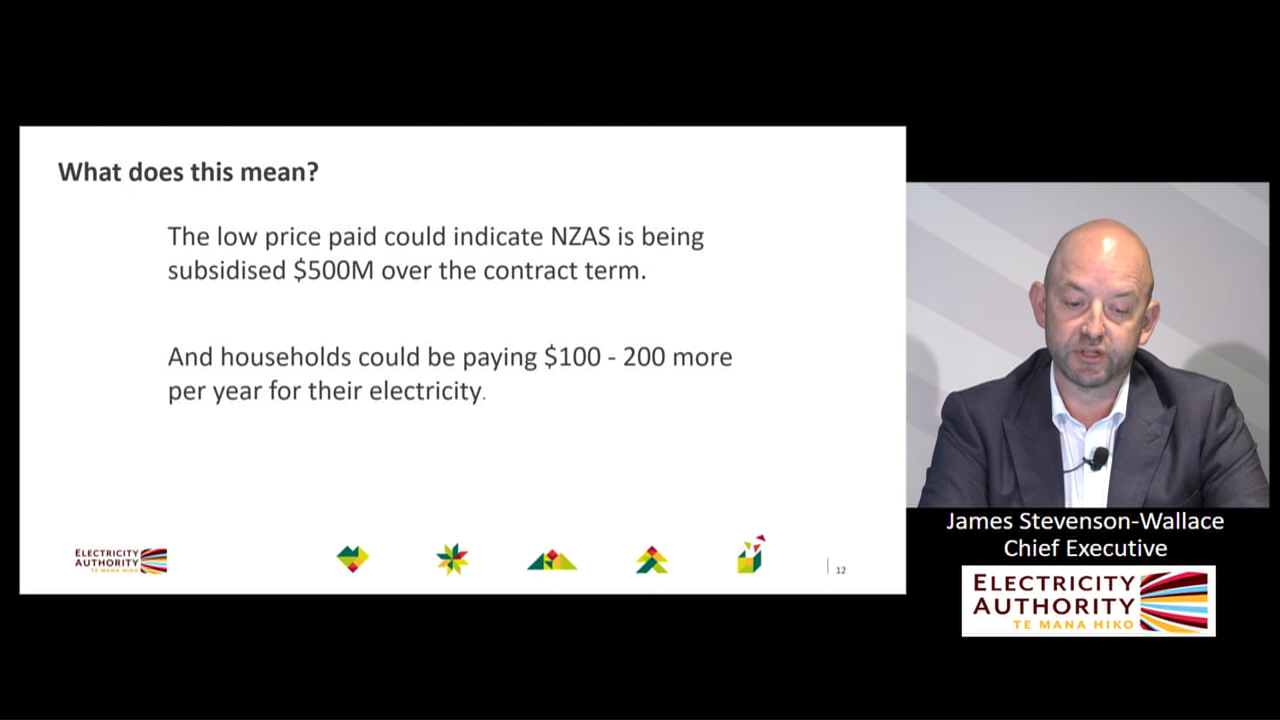 What does this mean?
The low price paid could indicate NZAS is being
subsidised $500M over the contract term.
And households could be paying $100 - 200 more
per year for their electricity.
ELECTRICITY
AUTHORITY
TE MANA HIKO
12
James Stevenson-Wallace
Chief Executive
ELECTRICITY
AUTHORITY
TE MANA HIKO